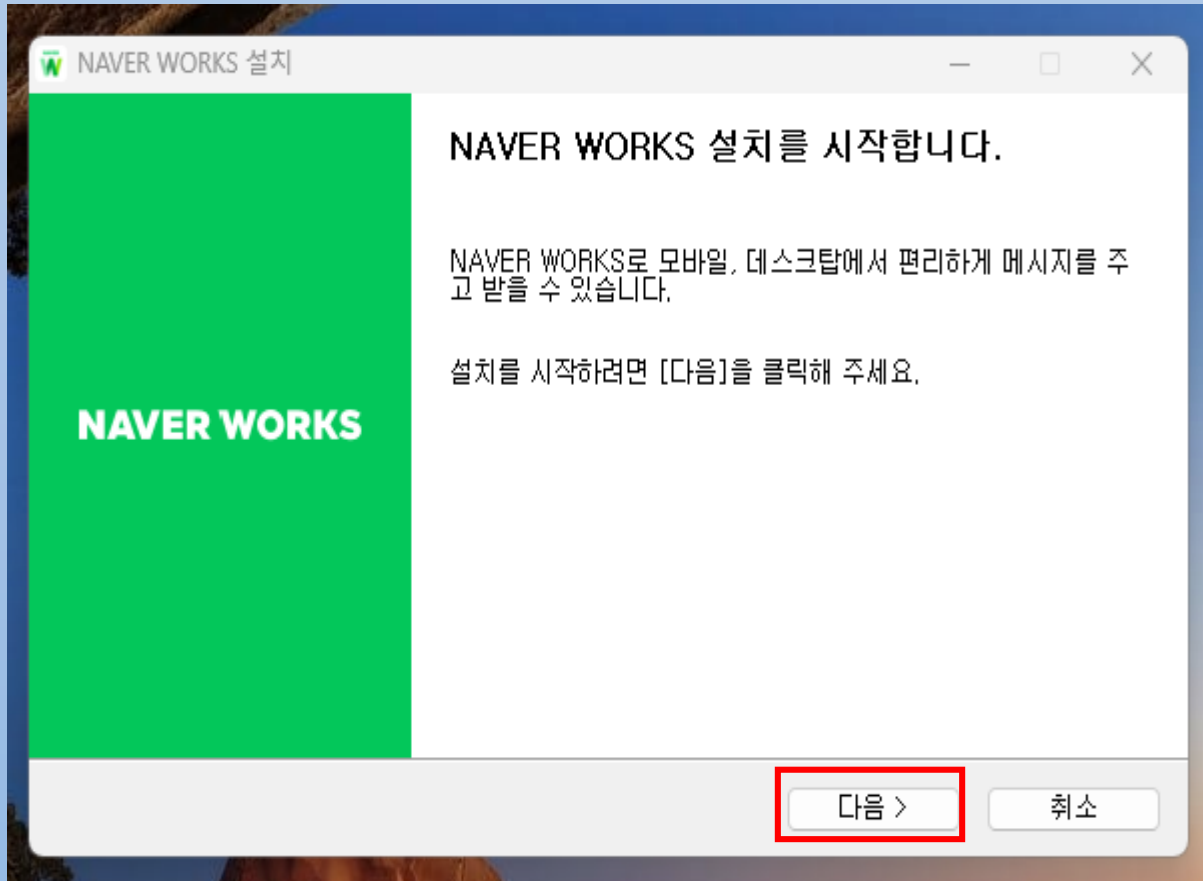 NAVER WORKS 설치
NAVER WORKS 설치를 시작합니다.
NAVER WORKS로 모바일, 데스크탑에서 편리하게 메시지를 주
고 받을 수 있습니다.
설치를 시작하려면 [다음]을 클릭해 주세요.
NAVER WORKS
다음 >
취소